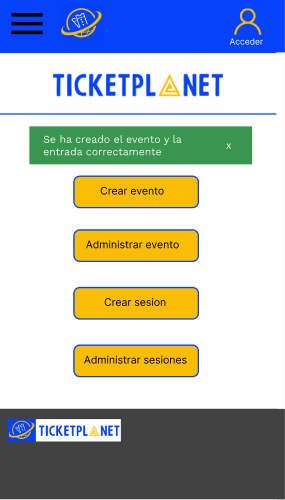 Acceder
TICKETPLANET
Se ha creado el evento y la
entrada correctamente
x
Crear evento
Administrar evento
Crear sesion
Administrar sesiones
TICKETPLANET